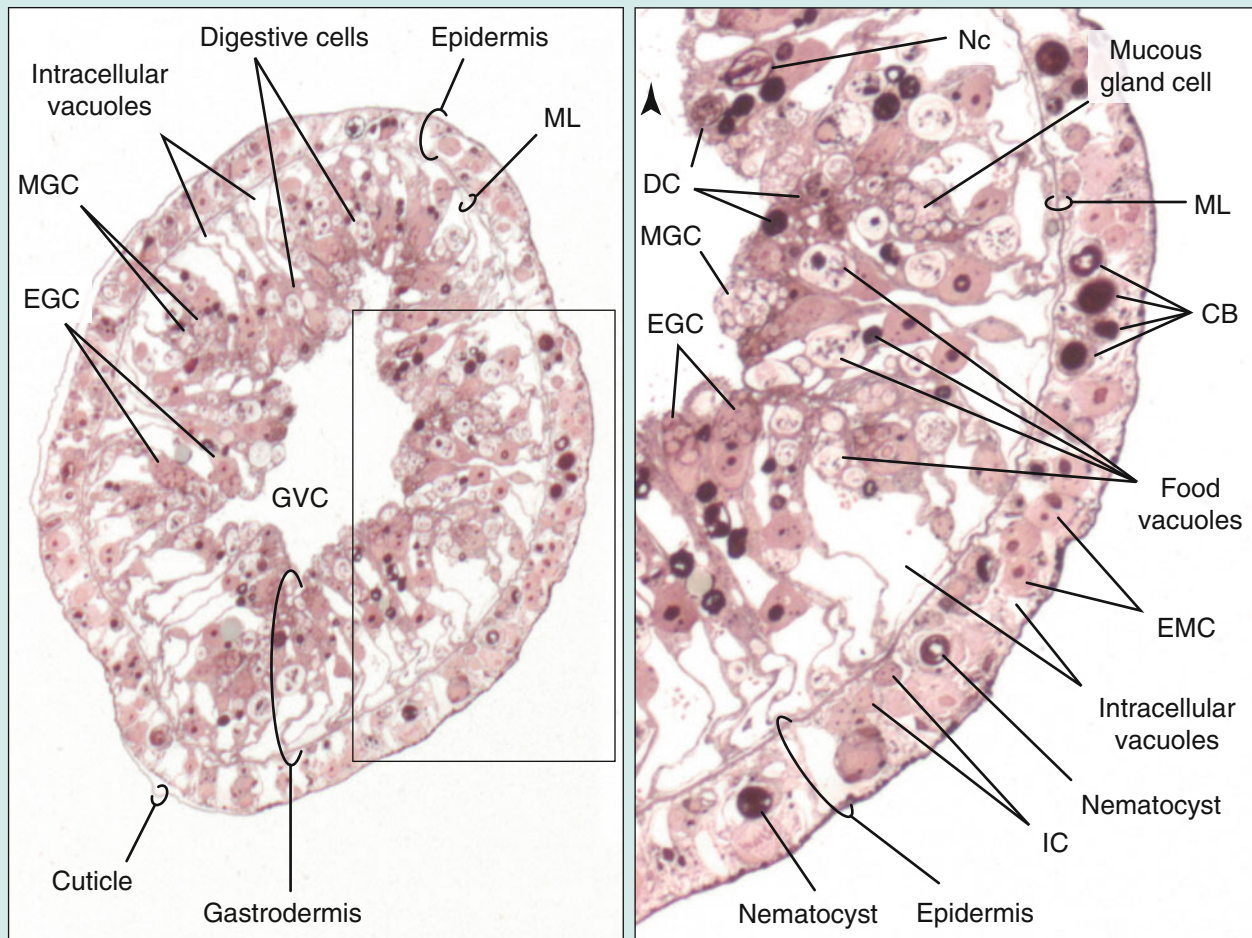 Digestive cells
Epidermis
Intracellular
vacuoles
ML
MGC
EGC
GVC
Cuticle
Gastrodermis
Nc
Mucous
gland cell
DC
ML
MGC
CB
EGC
Food
vacuoles
EMC
Intracellular
vacuoles
Nematocyst
IC
Nematocyst
Epidermis